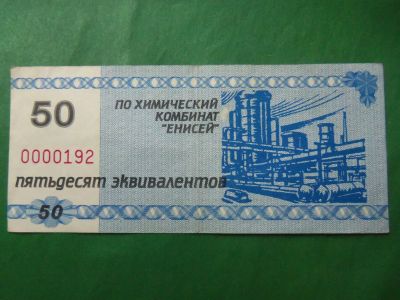 50
ПО ХИМИЧЕСКИЙ
КОМБИНАТ
"ЕНИСЕЙ"
0000192
пятьдесят эквивалентов
50